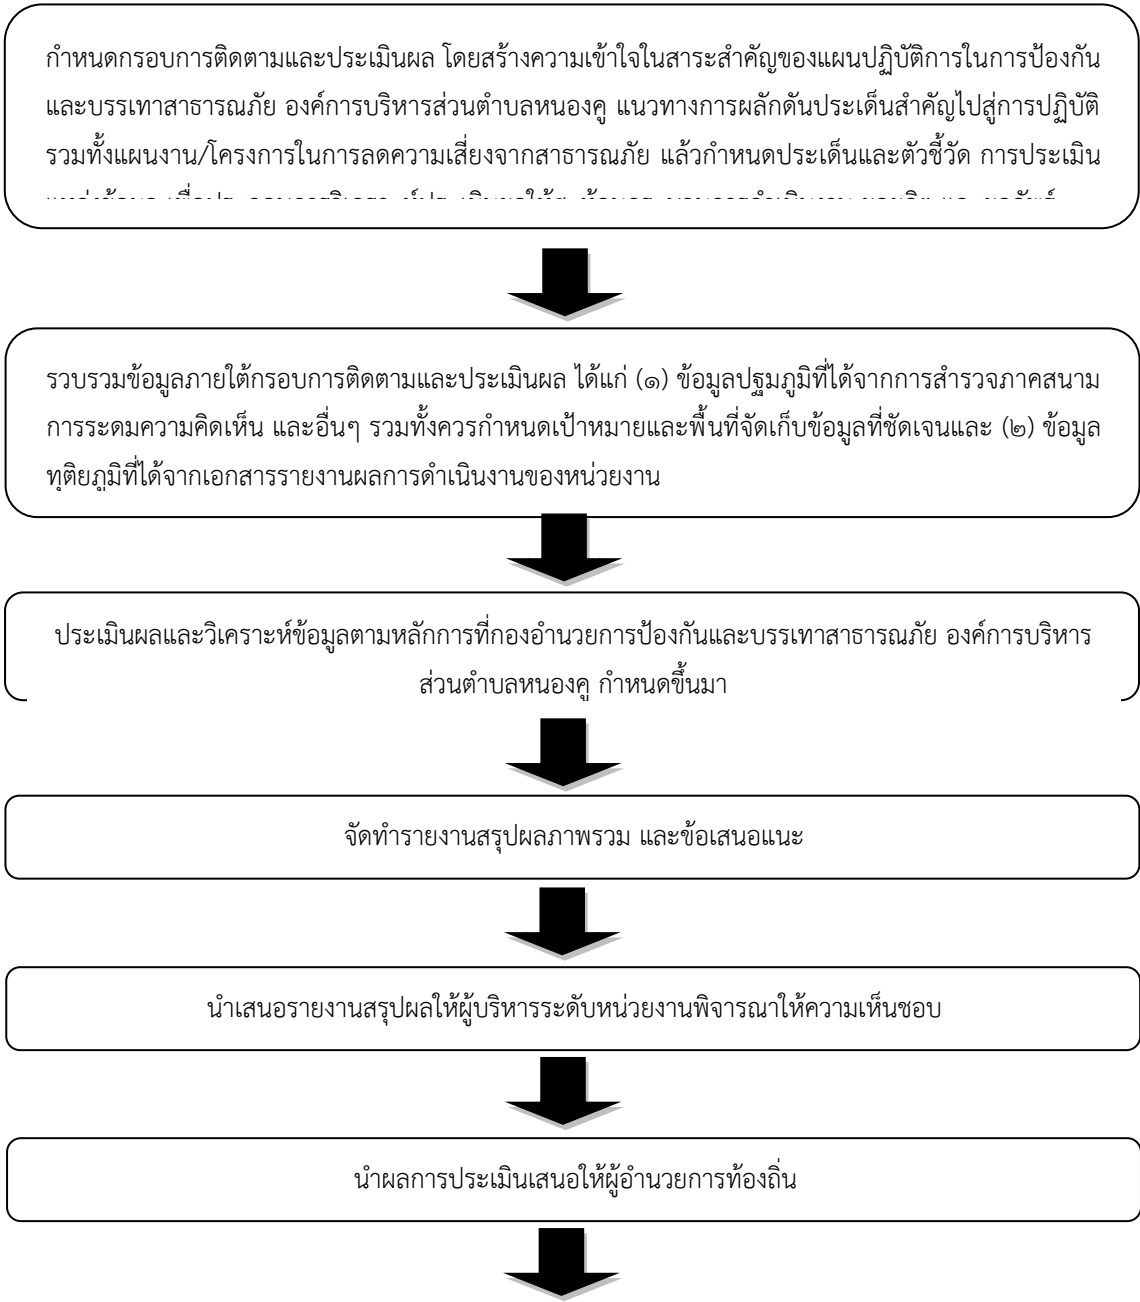 กำหนดกรอบการติดตามและประเมินผล โดยสร้างความเข้าใจในสาระสำคัญของแผนปฏิบัติการในการป้องกัน
และบรรเทาสาธารณภัย องค์การบริหารส่วนตำบลหนองคู แนวทางการผลักดันประเด็นสำคัญไปสู่การปฏิบัติ
รวมทั้งแผนงาน/โครงการในการลดความเสี่ยงจากสาธารณภัย แล้วกำหนดประเด็นและตัวชี้วัด การประเมิน
รวบรวมข้อมูลภายใต้กรอบการติดตามและประเมินผล ได้แก่ (๑) ข้อมูลปฐมภูมิที่ได้จากการสำรวจภาคสนาม
การระดมความคิดเห็น และอื่นๆ รวมทั้งควรกำหนดเป้าหมายและพื้นที่จัดเก็บข้อมูลที่ชัดเจนและ (๒) ข้อมูล
ทุติยภูมิที่ได้จากเอกสารรายงานผลการดำเนินงานของหน่วยงาน
ประเมินผลและวิเคราะห์ข้อมูลตามหลักการที่กองอำนวยการป้องกันและบรรเทาสาธารณภัย องค์การบริหาร
ส่วนตำบลหนองคู กำหนดขึ้นมา
จัดทำรายงานสรุปผลภาพรวม และข้อเสนอแนะ
นำเสนอรายงานสรุปผลให้ผู้บริหารระดับหน่วยงานพิจารณาให้ความเห็นชอบ
นำผลการประเมินเสนอให้ผู้อำนวยการท้องถิ่น